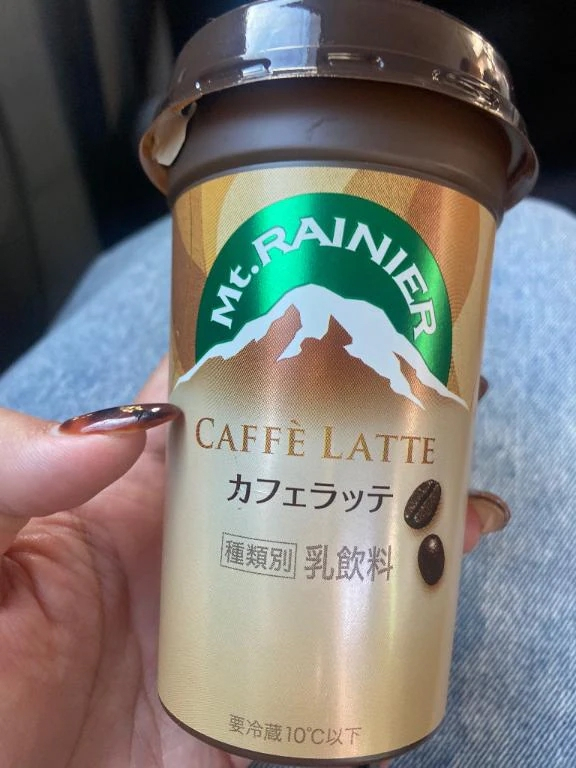 Mt. RAINIER
CAFFÈ LATTE
カフェラッテ
種類別 乳飲料
要冷蔵10℃以下